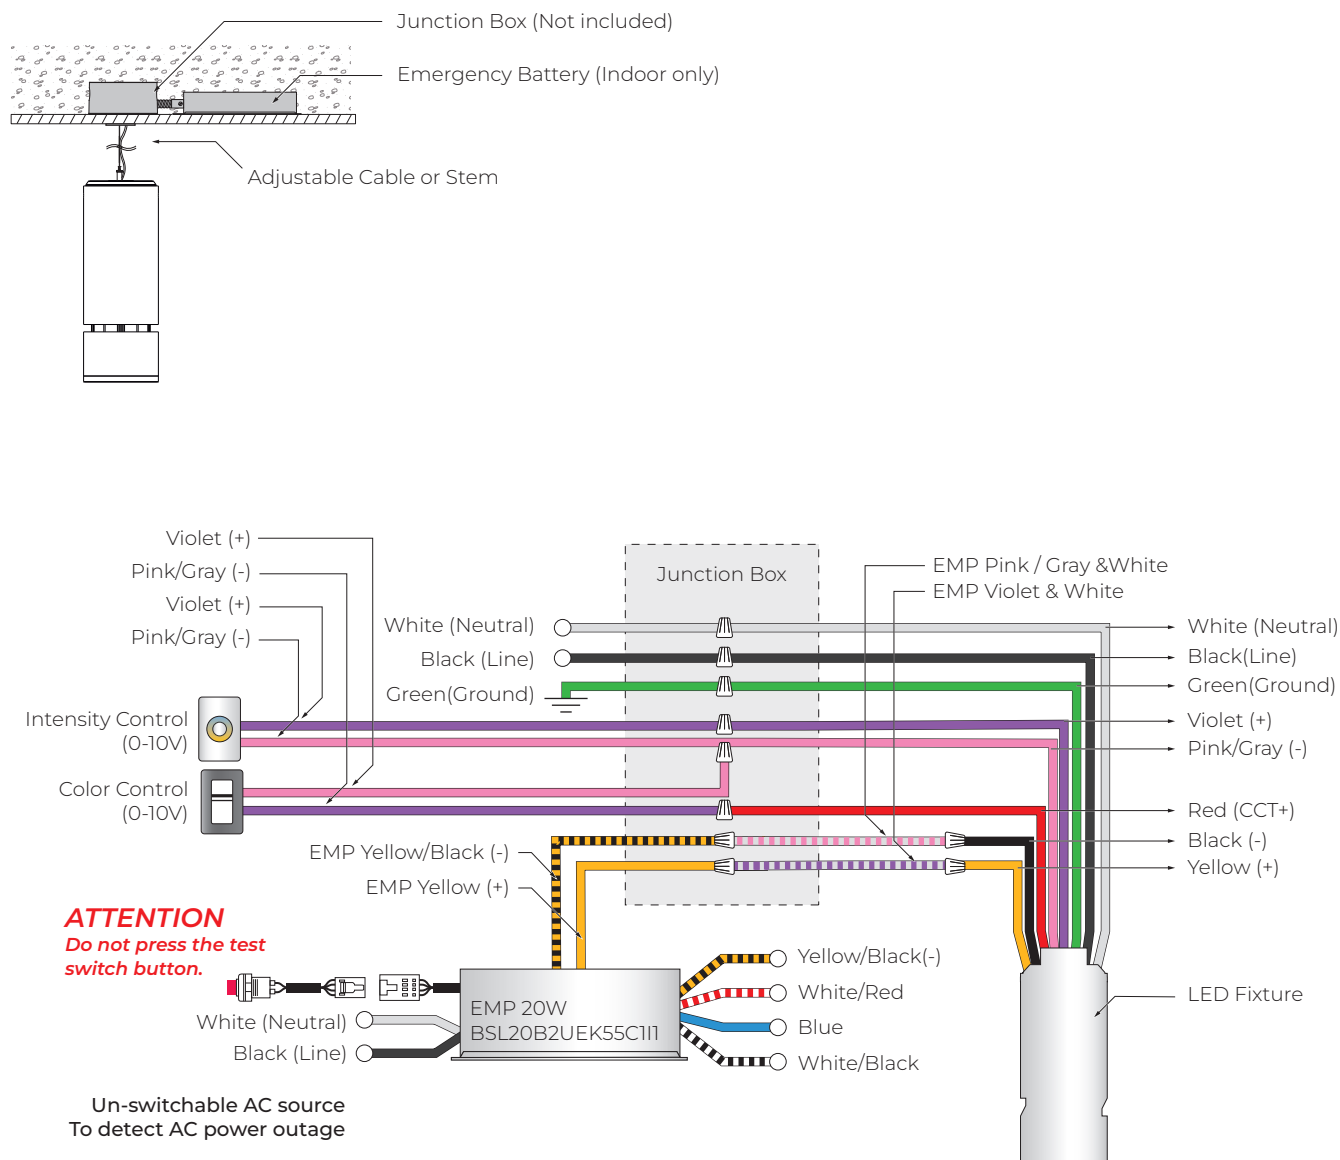 Junction Box (Not included)
Emergency Battery (Indoor only)
Adjustable Cable or Stem
Violet (+)
Pink/Gray (-)
Violet (+)
Pink/Gray (-)
Junction Box
EMP Pink / Gray &White
EMP Violet & White
White (Neutral)
Black (Line)
Green(Ground)
White (Neutral)
Black(Line)
Green(Ground)
Violet (+)
Pink/Gray (-)
Intensity Control
(0-10V)
Color Control
(0-10V)
Red (CCT+)
Black (-)
Yellow (+)
EMP Yellow/Black (-)
EMP Yellow (+)
ATTENTION
Do not press the test
switch button.
EMP 20W
BSL20B2UEK55C1I1
Yellow/Black(-)
White/Red
Blue
White/Black
LED Fixture
White (Neutral)
Black (Line)
Un-switchable AC source
To detect AC power outage